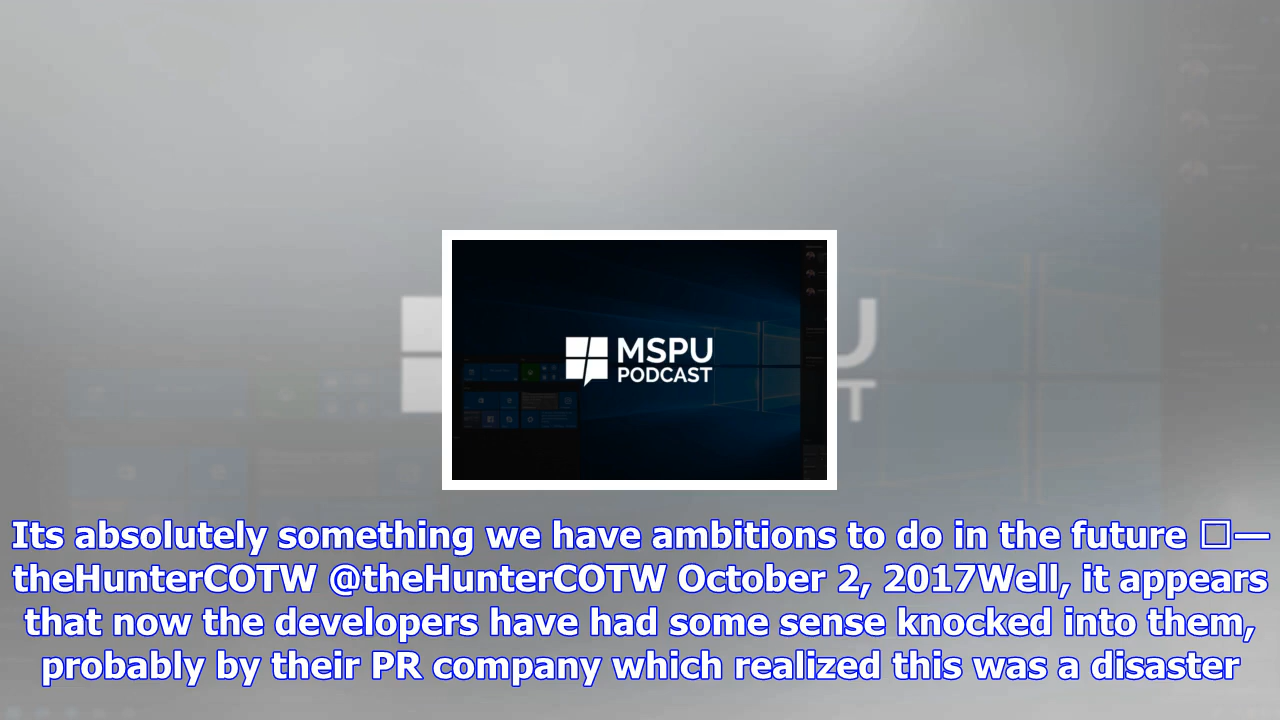 MSPU
PODCAST
U
T
Its absolutely something we have ambitions to do in the future □—
theHunterCOTW @theHunterCOTW October 2, 2017Well, it appears
that now the developers have had some sense knocked into them,
probably by their PR company which realized this was a disaster